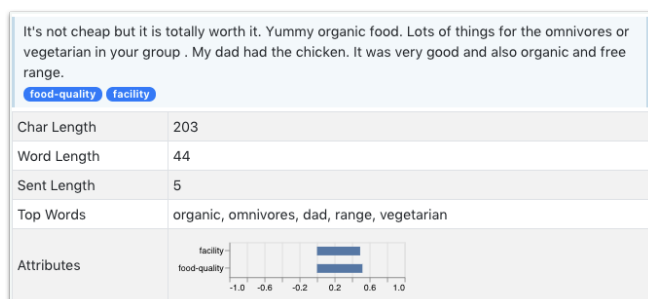 It's not cheap but it is totally worth it. Yummy organic food. Lots of things for the omnivores or
vegetarian in your group . My dad had the chicken. It was very good and also organic and free
range.
food-quality facility
Char Length 203
Word Length 44
Sent Length 5
Top Words organic, omnivores, dad, range, vegetarian
facility
Attributes
food-quality
-1.0 -0.6 -0.2 0.2 0.6 1.0